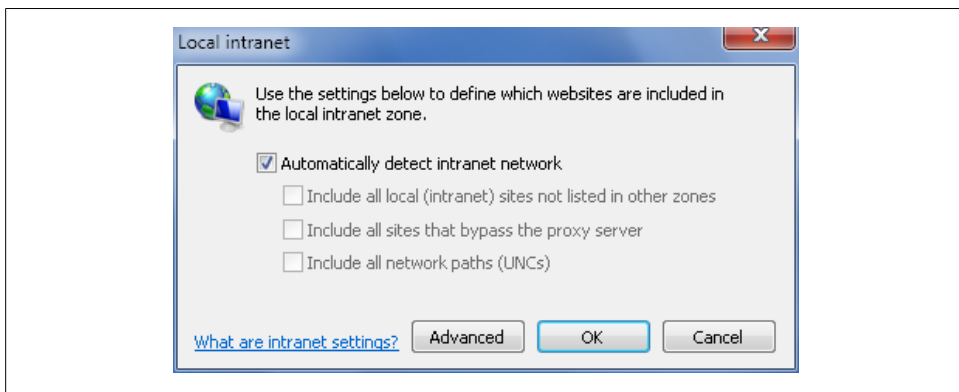 Local intranet
Use the settings below to define which websites are included in
the local intranet zone.
Automatically detect intranet network
Include all local (intranet) sites not listed in other zones
Include all sites that bypass the proxy server
Include all network paths (UNCs)
What are intranet settings? Advanced OK Cancel